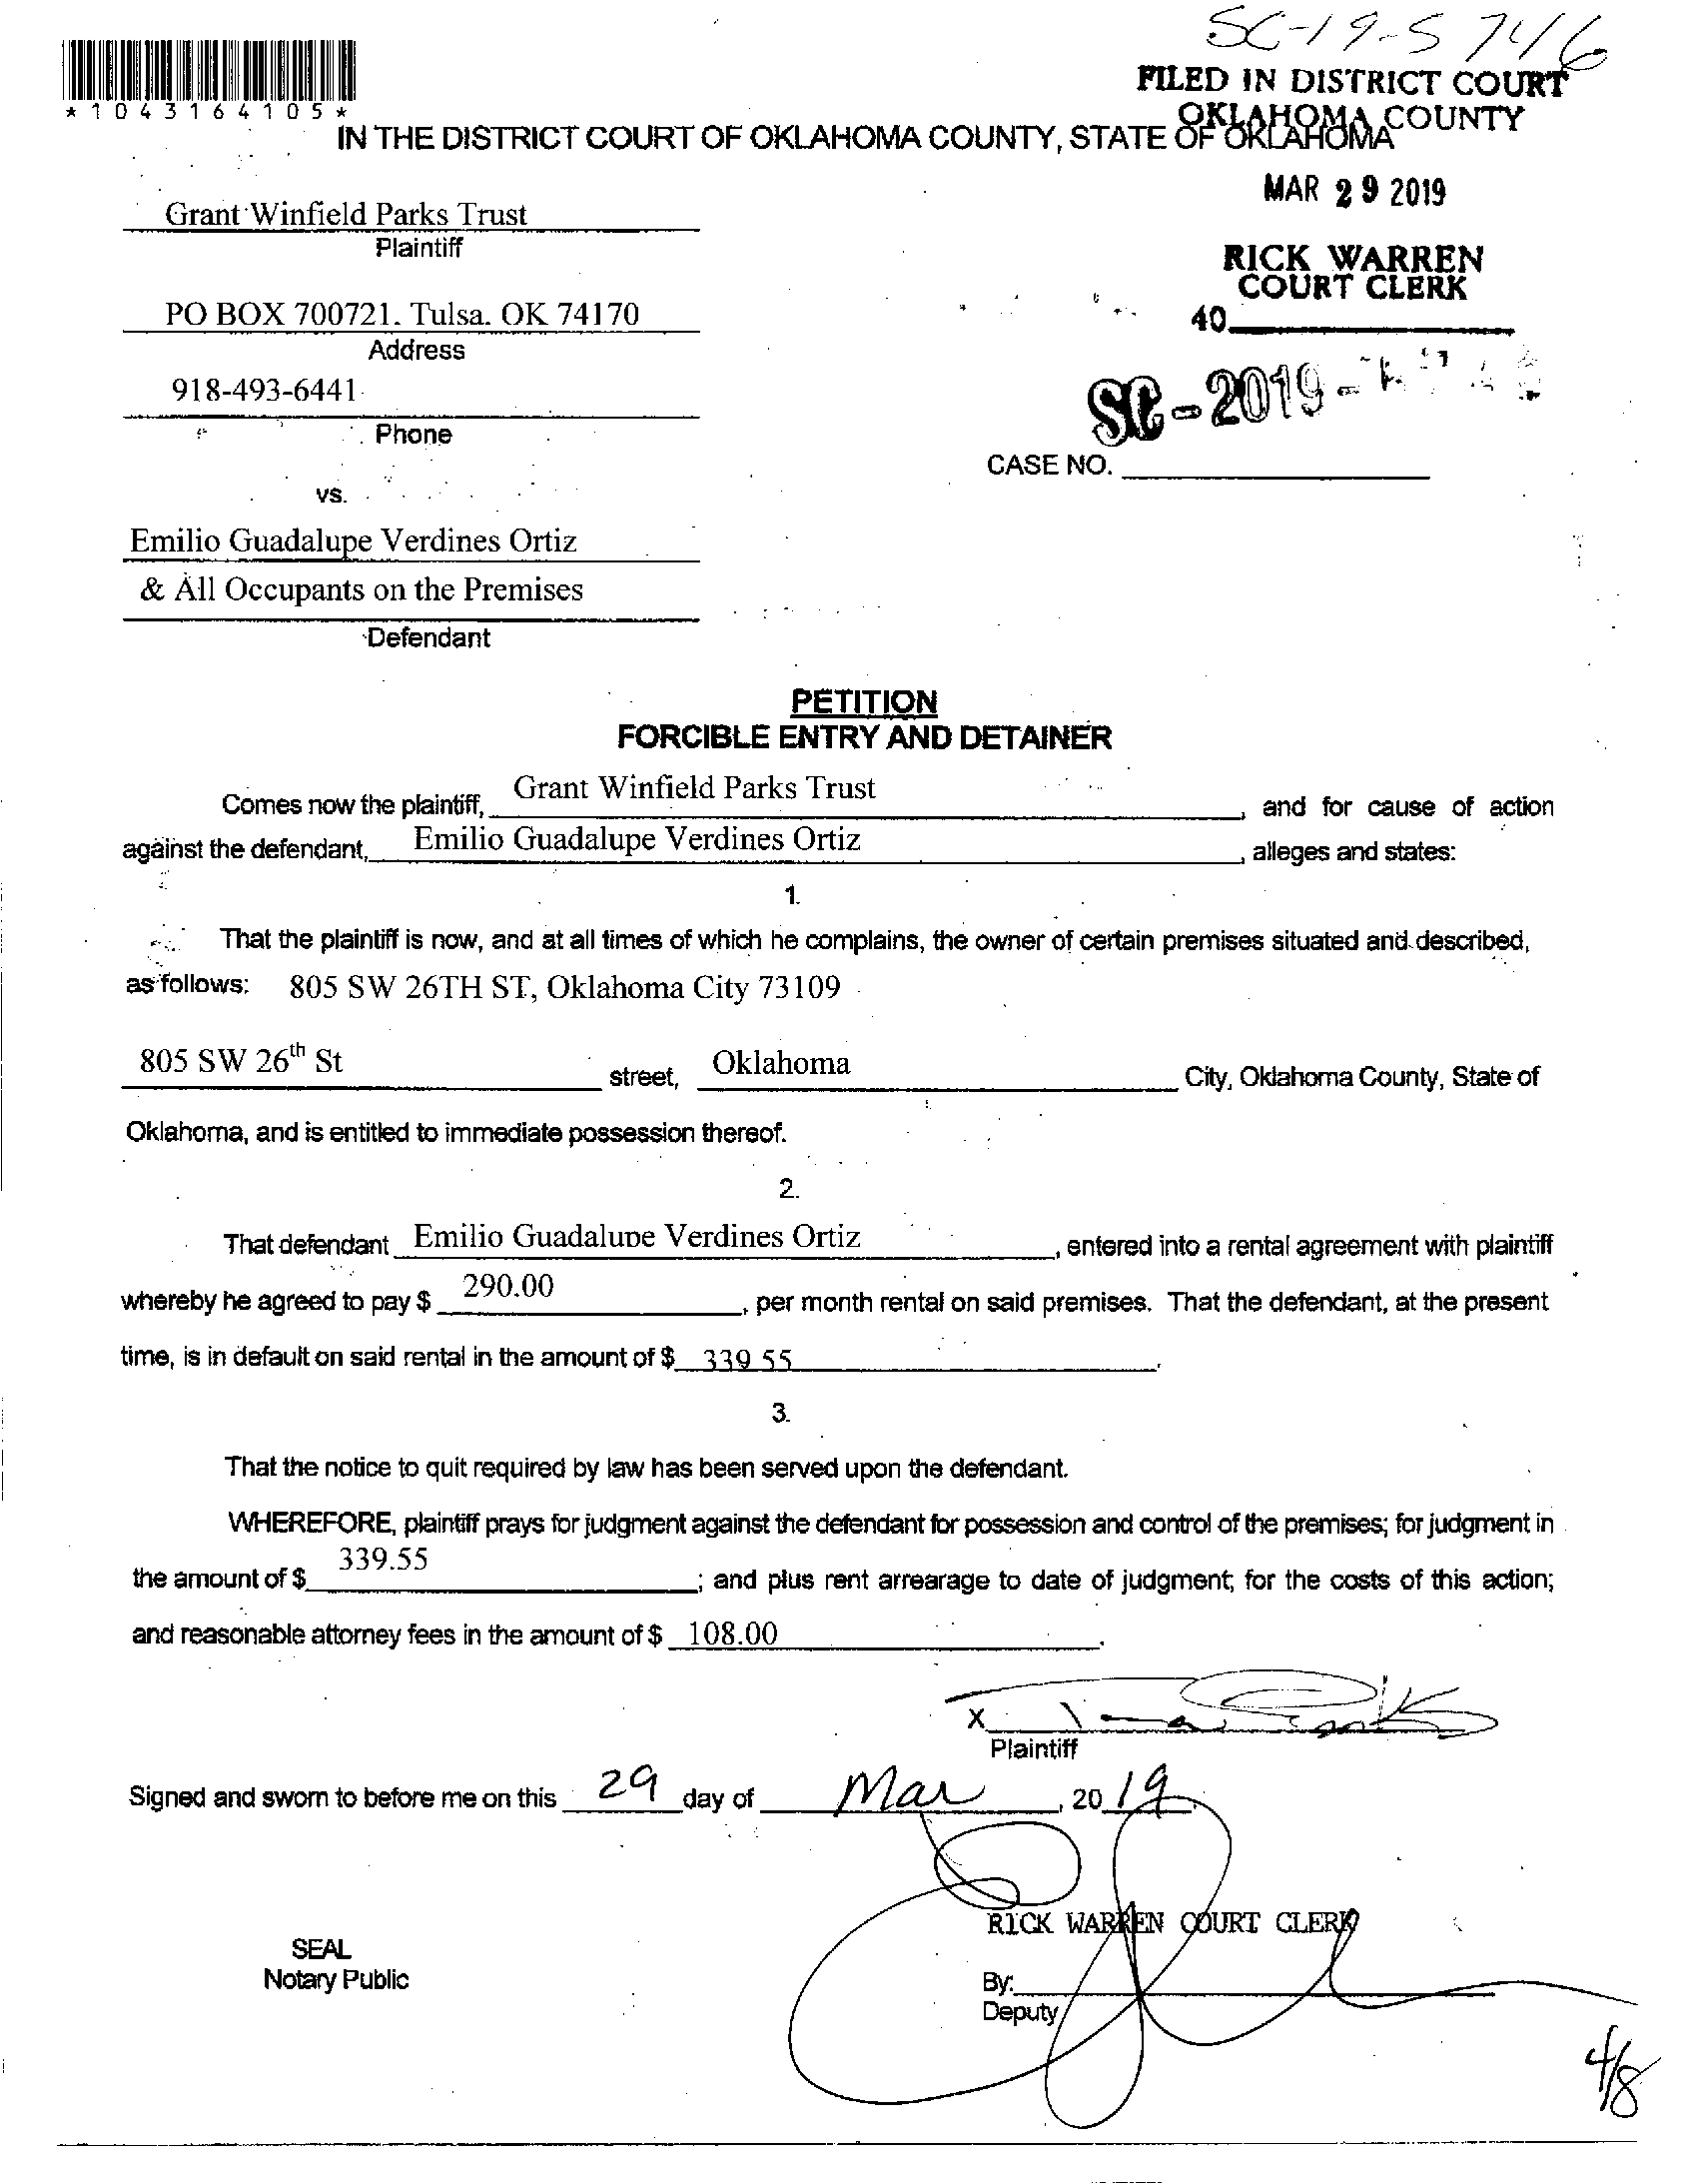 SC-19-5746
FILED IN DISTRICT COURT
OKLAHOMA COUNTY
*1043164105*
IN THE DISTRICT COURT OF OKLAHOMA COUNTY, STATE OF OKLAHOMA
MAR 29 2019
Grant Winfield Parks Trust
Plaintiff
RICK WARREN
COURT CLERK
PO BOX 700721. Tulsa. OK 74170
40
Address
918-493-6441
Phone
SC-2019-
CASE NO.
vs.
Emilio Guadalupe Verdines Ortiz
& All Occupants on the Premises
Defendant
PETITION
FORCIBLE ENTRY AND DETAINER
Comes now the plaintiff, Grant Winfield Parks Trust, and for cause of action
against the defendant, Emilio Guadalupe Verdines Ortiz, alleges and states:
1.
That the plaintiff is now, and at all times of which he complains, the owner of certain premises situated and described,
as follows: 805 SW 26TH ST, Oklahoma City 73109
805 SW 26th St street, Oklahoma City, Oklahoma County, State of
Oklahoma, and is entitled to immediate possession thereof.
2.
That defendant Emilio Guadalupe Verdines Ortiz, entered into a rental agreement with plaintiff
whereby he agreed to pay $ 290.00, per month rental on said premises. That the defendant, at the present
time, is in default on said rental in the amount of $ 339.55.
3.
That the notice to quit required by law has been served upon the defendant.
WHEREFORE, plaintiff prays for judgment against the defendant for possession and control of the premises; for judgment in
the amount of $ 339.55; and plus rent arrearage to date of judgment; for the costs of this action;
and reasonable attorney fees in the amount of $ 108.00.
X
Plaintiff
Signed and sworn to before me on this 29 day of Mar, 2019.
RICK WARREN COURT CLERK
SEAL
Notary Public
By:
Deputy
4/8